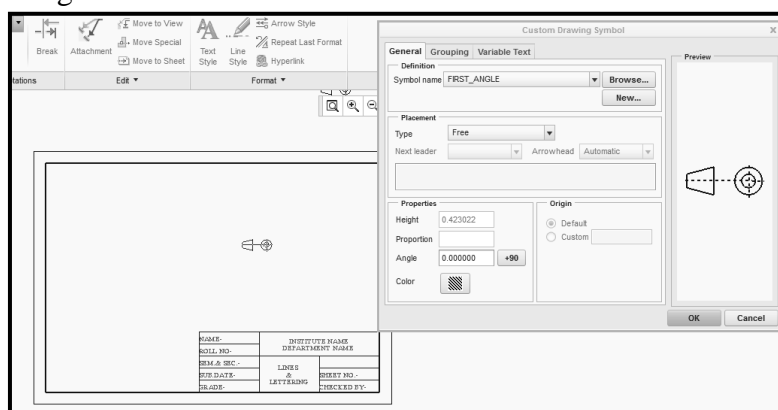 Move to View
Move Special
Move to Sheet
Break
Attachment
Edit
Text Style
Line Style
Arrow Style
Repeat Last Format
Hyperlink
Format
tations
Custom Drawing Symbol
General Grouping Variable Text
Definition
Symbol name FIRST_ANGLE Browse...
New...
Placement
Type Free
Next leader Arrowhead Automatic
Properties
Height 0.423022
Proportion
Angle 0.000000 +90
Color
Origin
Default
Custom
Preview
OK Cancel
NAME-
ROLL NO-
SEM.& SEC.-
SUB.DATE-
GRADE-
INSTITUTE NAME
DEPARTMENT NAME
LINES
&
LETTERING
SHEET NO.-
CHECKED BY-